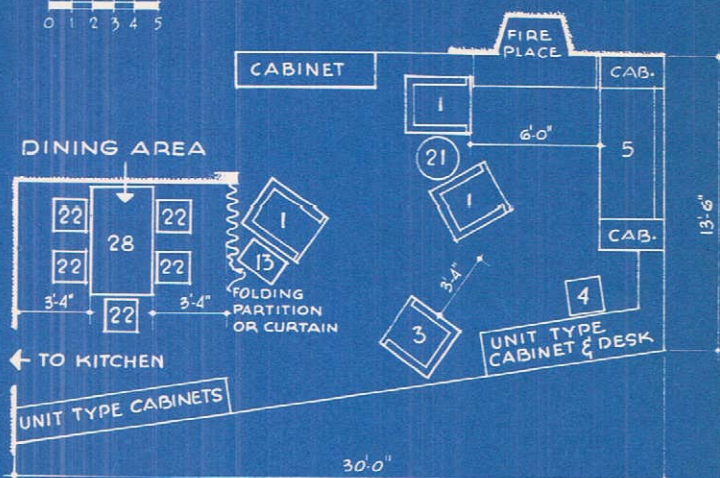 0 1 2 3 4 5
FIRE
PLACE
CABINET
CAB.
1
6'-0"
5
21
DINING AREA
1
13'-6"
22
22
28
1
22
22
13
CAB.
3'-4"
3'-4"
22
3'-4"
4
FOLDING
PARTITION
OR CURTAIN
3
UNIT TYPE
CABINET & DESK
← TO KITCHEN
UNIT TYPE CABINETS
30'-0"